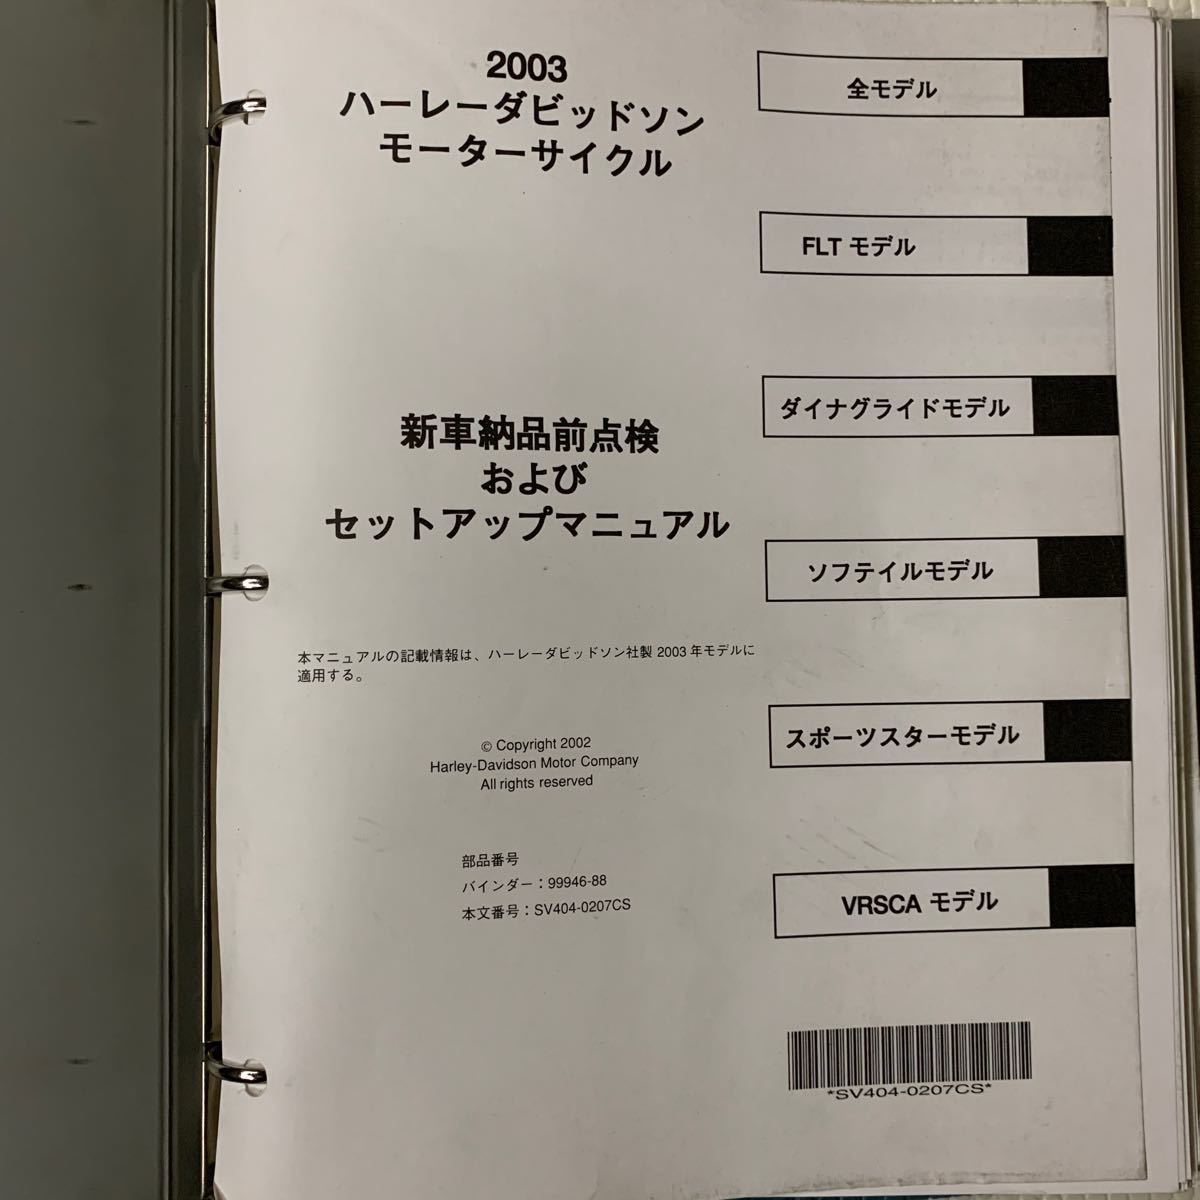 2003
ハーレーダビッドソン
モーターサイクル
新車納品前点検
および
セットアップマニュアル
本マニュアルの記載情報は、ハーレーダビッドソン社製 2003 年モデルに
適用する。
© Copyright 2002
Harley-Davidson Motor Company
All rights reserved
部品番号
バインダー：99946-88
本文番号：SV404-0207CS
全モデル
FLT モデル
ダイナグライドモデル
ソフテイルモデル
スポーツスターモデル
VRSCA モデル
*SV404-0207CS*